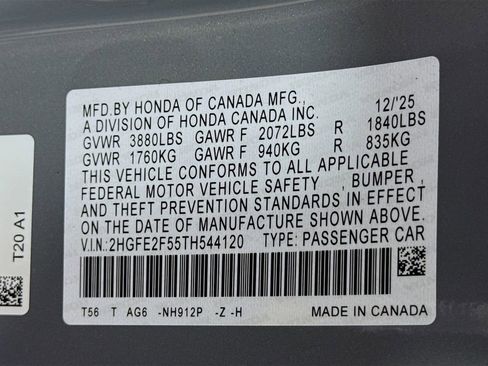 MFD.BY HONDA OF CANADA MFG., 12/'25
A DIVISION OF HONDA CANADA INC.
GVWR 3880LBS GAWR F 2072LBS R 1840LBS
GVWR 1760KG GAWR F 940KG R 835KG
THIS VEHICLE CONFORMS TO ALL APPLICABLE
FEDERAL MOTOR VEHICLE SAFETY , BUMPER ,
AND THEFT PREVENTION STANDARDS IN EFFECT
ON THE DATE OF MANUFACTURE SHOWN ABOVE.
V.I.N:2HGFE2F55TH544120 TYPE: PASSENGER CAR
T56 T AG6 -NH912P -Z -H MADE IN CANADA
T20 A1